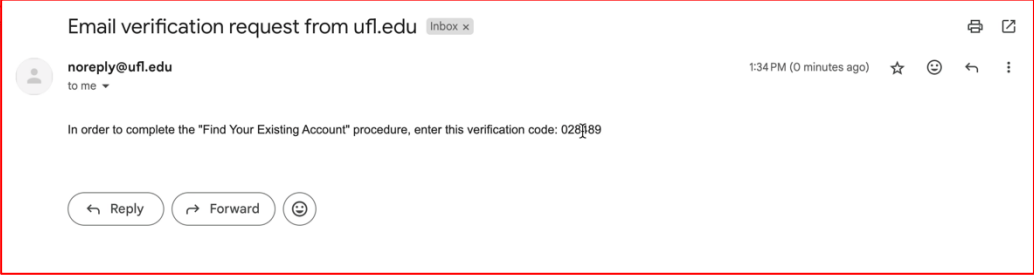 Email verification request from ufl.edu Inbox ×
noreply@ufl.edu 1:34 PM (0 minutes ago)
to me
In order to complete the "Find Your Existing Account" procedure, enter this verification code:
Reply Forward